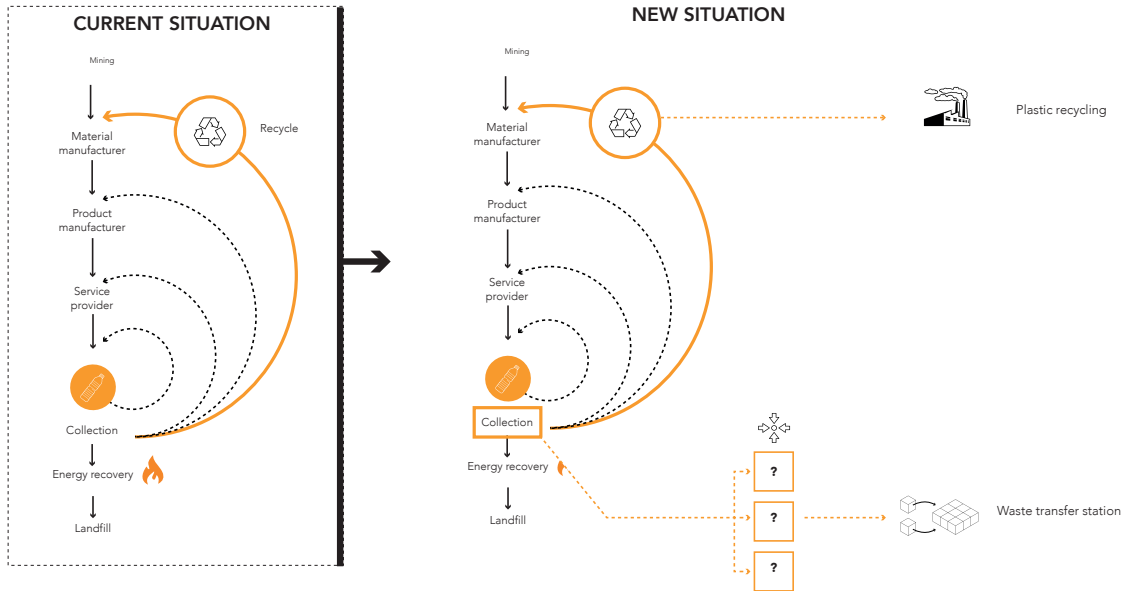 CURRENT SITUATION
Mining
Recycle
Material
manufacturer
Product
manufacturer
Service
provider
Collection
Energy recovery
Landfill
NEW SITUATION
Mining
Plastic recycling
Material
manufacturer
Product
manufacturer
Service
provider
Collection
Energy recovery
Landfill
?
?
?
Waste transfer station